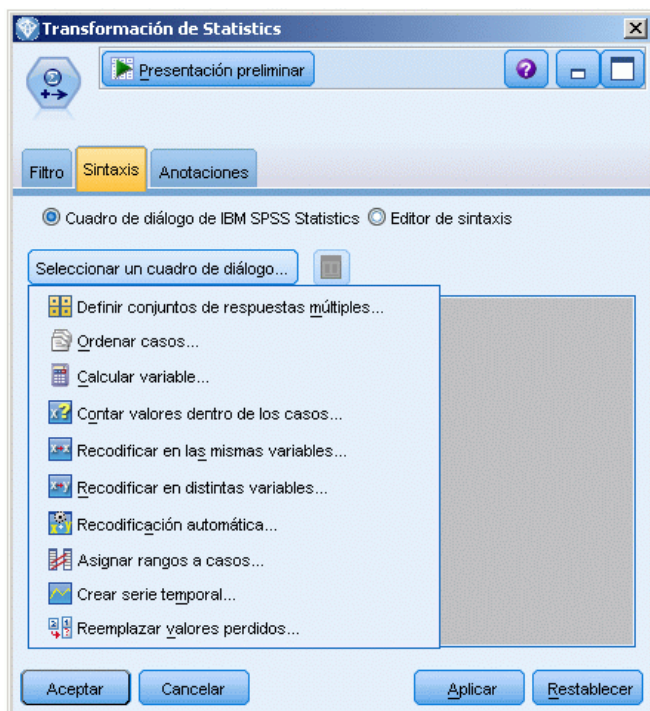 Transformación de Statistics
Presentación preliminar
Filtro Sintaxis Anotaciones
Cuadro de diálogo de IBM SPSS Statistics Editor de sintaxis
Seleccionar un cuadro de diálogo...
Definir conjuntos de respuestas múltiples...
Ordenar casos...
Calcular variable...
Contar valores dentro de los casos...
Recodificar en las mismas variables...
Recodificar en distintas variables...
Recodificación automática...
Asignar rangos a casos...
Crear serie temporal...
Reemplazar valores perdidos...
Aceptar Cancelar Aplicar Restablecer